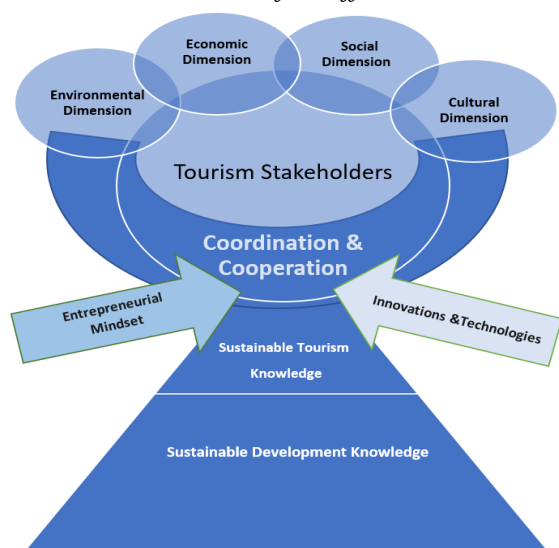 Economic
Dimension
Social
Dimension
Environmental
Dimension
Cultural
Dimension
Tourism Stakeholders
Coordination &
Cooperation
Entrepreneurial
Mindset
Innovations &Technologies
Sustainable Tourism
Knowledge
Sustainable Development Knowledge